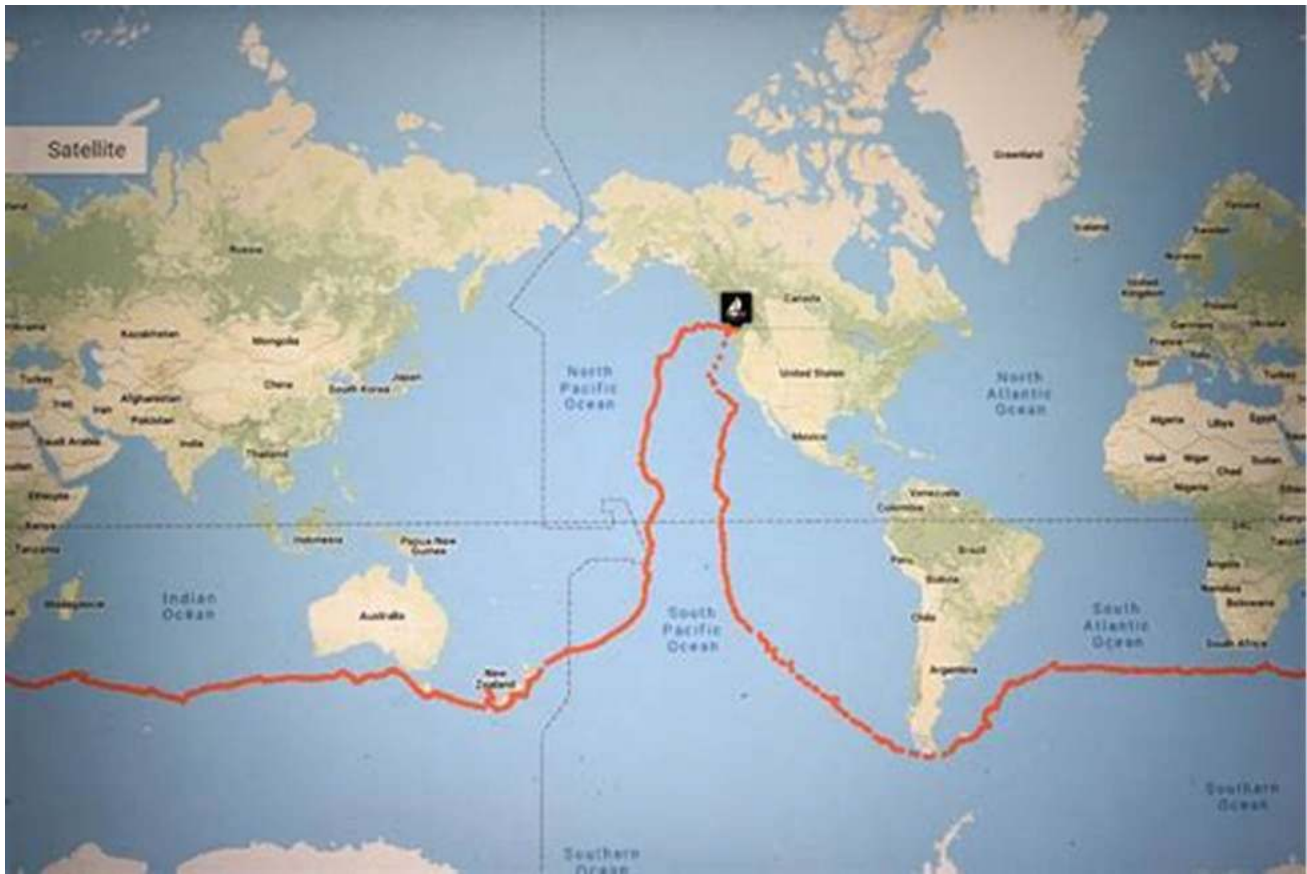 Satellite
Greenland
Iceland
Sweden
Norway
Russia
United
Kingdom
Canada
Poland
Germany
Ukraine
France
Kazakhstan
Mongolia
Spain
Italy
North
Pacific
Ocean
United States
North
Atlantic
Ocean
Turkey
Turkey
China
South Korea
Japan
Iraq
Iran
Afghanistan
Pakistan
Algeria
Libya
Egypt
Saudi Arabia
India
Mexico
Thailand
Mali
Niger
Chad
Sudan
Nigeria
Ethiopia
Venezuela
Colombia
Kenya
Indonesia
Papua New
Guinea
Tanzania
Peru
Brazil
Bolivia
Angola
Namibia
Botswana
Madagascar
Indian
Ocean
Australia
South
Pacific
Ocean
Chile
South
Atlantic
Ocean
South Africa
New
Zealand
Argentina
Southern
Ocean
Southern
Ocean